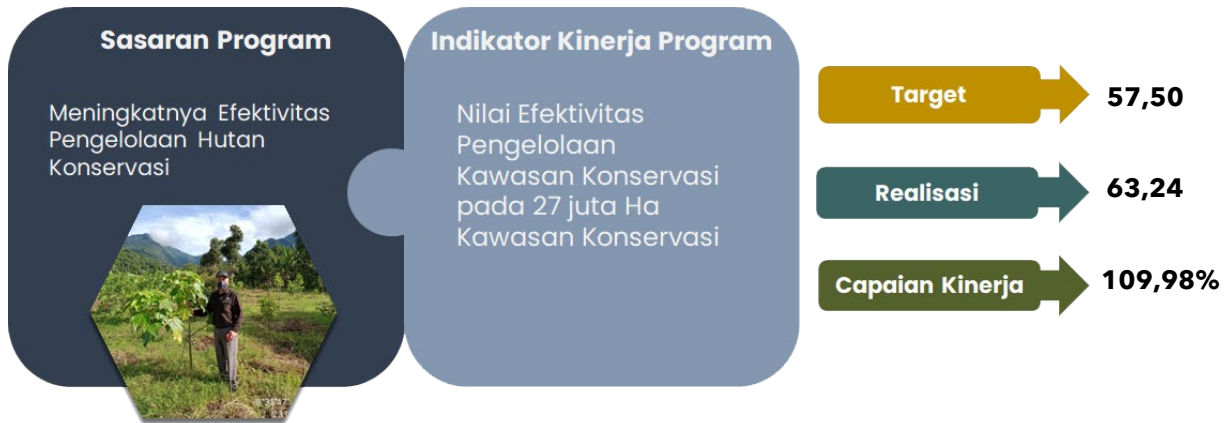 Sasaran Program
Meningkatnya Efektivitas
Pengelolaan Hutan
Konservasi
Indikator Kinerja Program
Nilai Efektivitas
Pengelolaan
Kawasan Konservasi
pada 27 juta Ha
Kawasan Konservasi
Target
57,50
Realisasi
63,24
Capaian Kinerja
109,98%